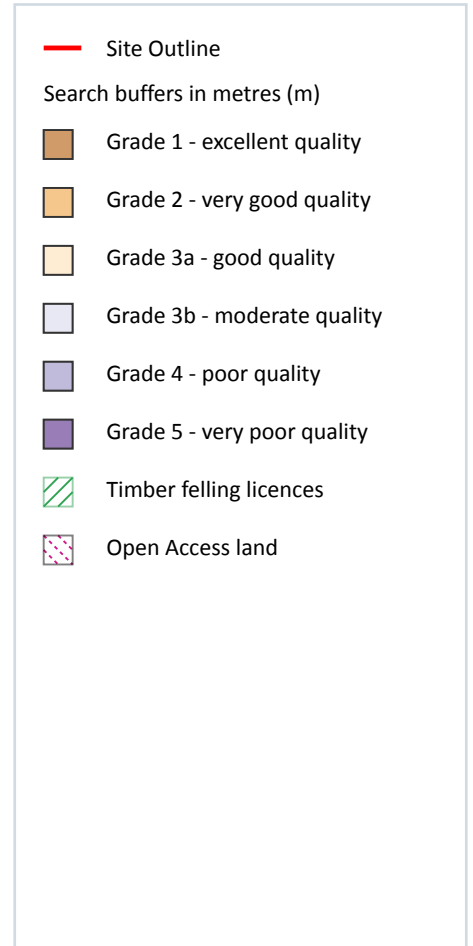 Site Outline
Search buffers in metres (m)
Grade 1 - excellent quality
Grade 2 - very good quality
Grade 3a - good quality
Grade 3b - moderate quality
Grade 4 - poor quality
Grade 5 - very poor quality
Timber felling licences
Open Access land